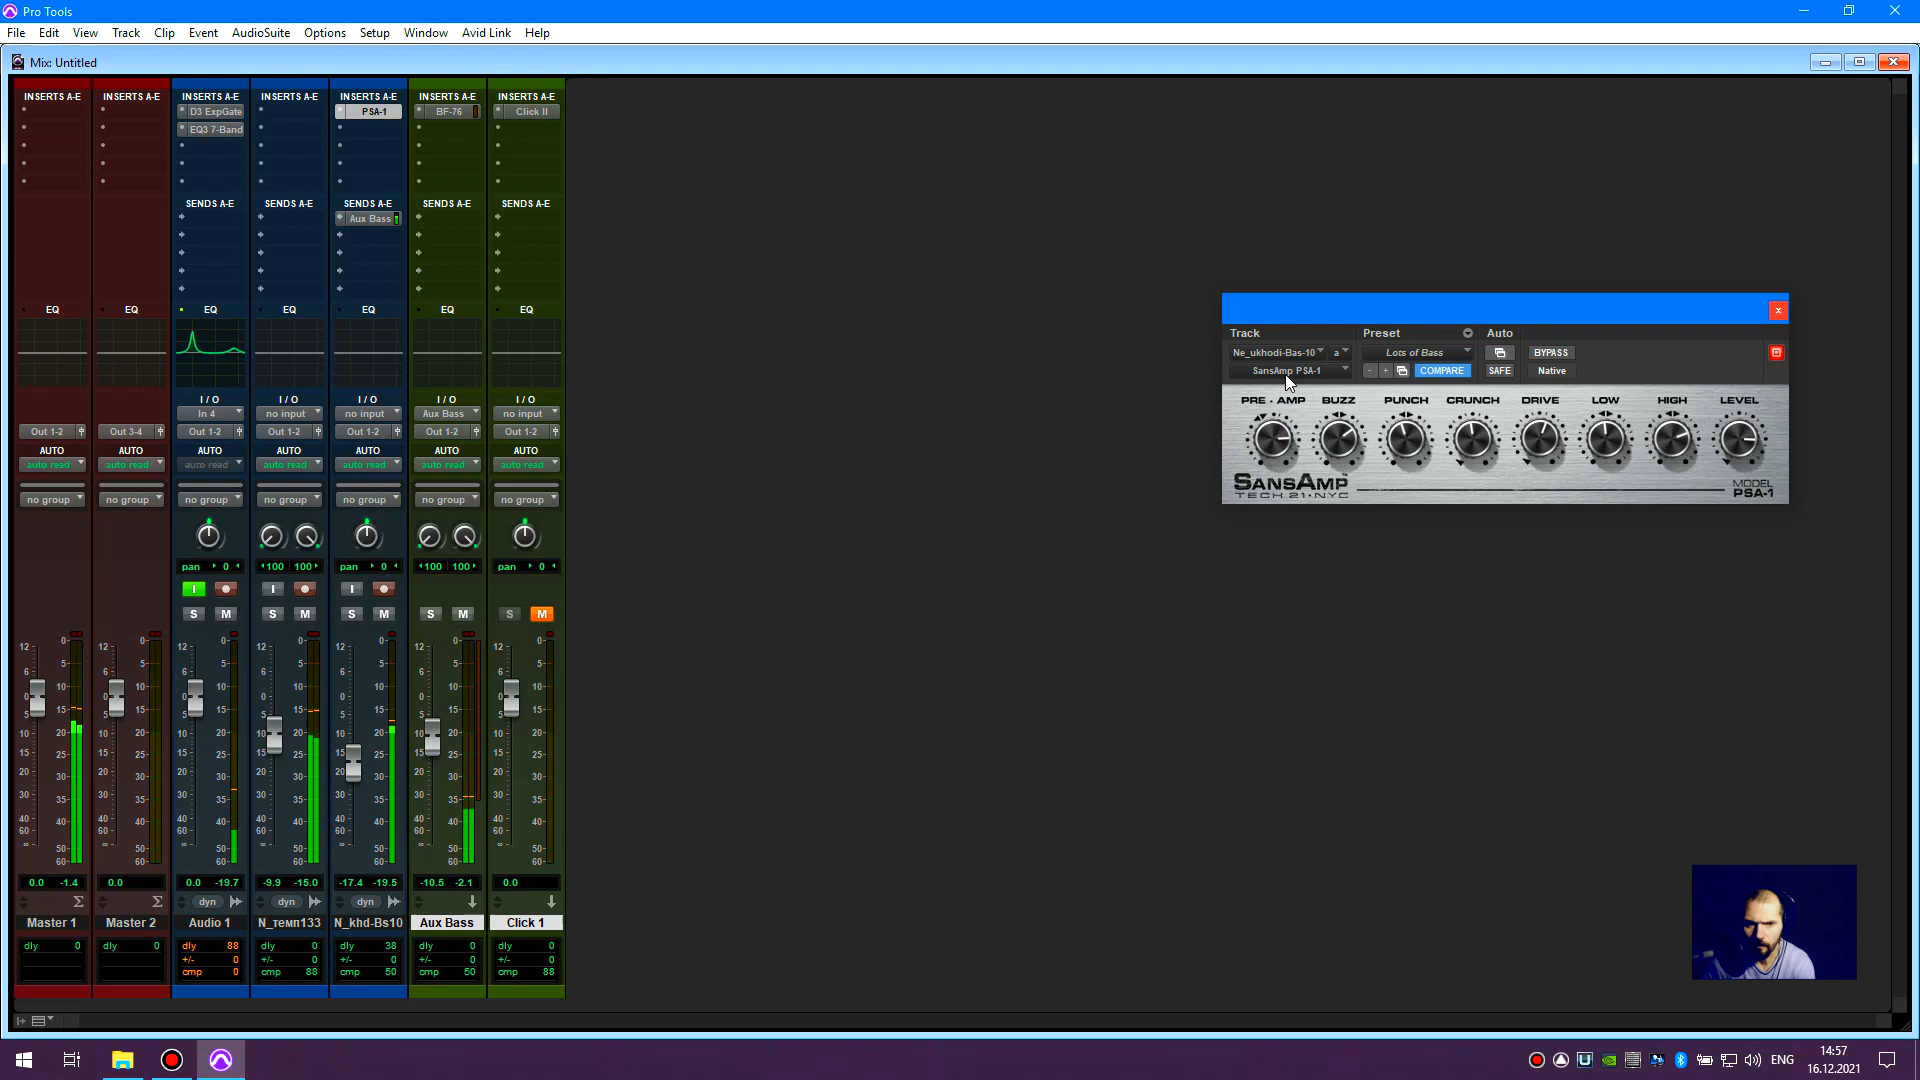 Pro Tools
File Edit View Track Clip Event AudioSuite Options Setup Window Avid Link Help
Mix: Untitled
INSERTS A-E INSERTS A-E INSERTS A-E INSERTS A-E INSERTS A-E INSERTS A-E INSERTS A-E
D3 ExpGate PSA-1 BF-76 Click II
EQ3 7-Band
SENDS A-E SENDS A-E SENDS A-E SENDS A-E SENDS A-E
Aux Bass
EQ EQ EQ EQ EQ EQ EQ
I / O I / O I / O I / O I / O
In 4 no input no input Aux Bass no input
Out 1-2 Out 3-4 Out 1-2 Out 1-2 Out 1-2 Out 1-2 Out 1-2
AUTO AUTO AUTO AUTO AUTO AUTO AUTO
auto read auto read auto read auto read auto read auto read auto read
no group no group no group no group no group no group no group
pan 0 100 100 pan 0 100 100 pan 0
I I I
S M S M S M S M S M
0.0 -1.4 0.0 0.0 -19.7 -9.9 -15.0 -17.4 -19.5 -10.5 -2.1 0.0
Σ Σ dyn dyn dyn
Master 1 Master 2 Audio 1 N_темп133 N_khd-Bs10 Aux Bass Click 1
dly 0 dly 0 dly 88 dly 0 dly 38 dly 0 dly 0
+/- 0 +/- 0 +/- 0 +/- 0 +/- 0
cmp 0 cmp 88 cmp 50 cmp 50 cmp 88
Track Preset Auto
Ne_ukhodi-Bas-10 a Lots of Bass BYPASS
SansAmp PSA-1 - + COMPARE SAFE Native
PRE-AMP BUZZ PUNCH CRUNCH DRIVE LOW HIGH LEVEL
SANSAMP
TECH 21·NYC
MODEL
PSA-1
ENG
14:57
16.12.2021